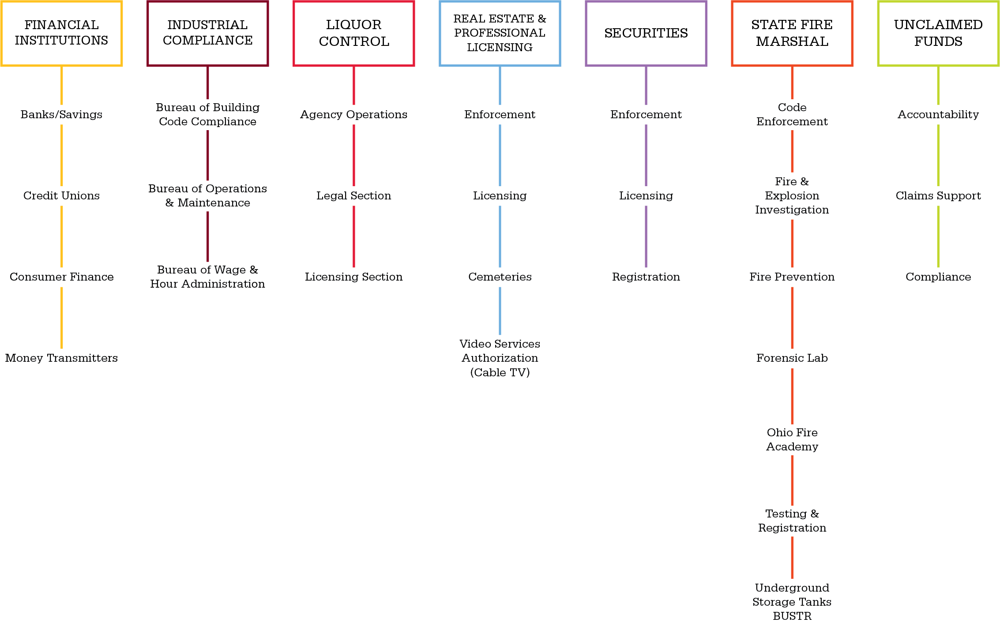 FINANCIAL
INSTITUTIONS
Banks/Savings
Credit Unions
Consumer Finance
Money Transmitters
INDUSTRIAL
COMPLIANCE
Bureau of Building
Code Compliance
Bureau of Operations
& Maintenance
Bureau of Wage &
Hour Administration
LIQUOR
CONTROL
Agency Operations
Legal Section
Licensing Section
REAL ESTATE &
PROFESSIONAL
LICENSING
Enforcement
Licensing
Cemeteries
Video Services
Authorization
(Cable TV)
SECURITIES
Enforcement
Licensing
Registration
STATE FIRE
MARSHAL
Code
Enforcement
Fire &
Explosion
Investigation
Fire Prevention
Forensic Lab
Ohio Fire
Academy
Testing &
Registration
Underground
Storage Tanks
BUSTR
UNCLAIMED
FUNDS
Accountability
Claims Support
Compliance